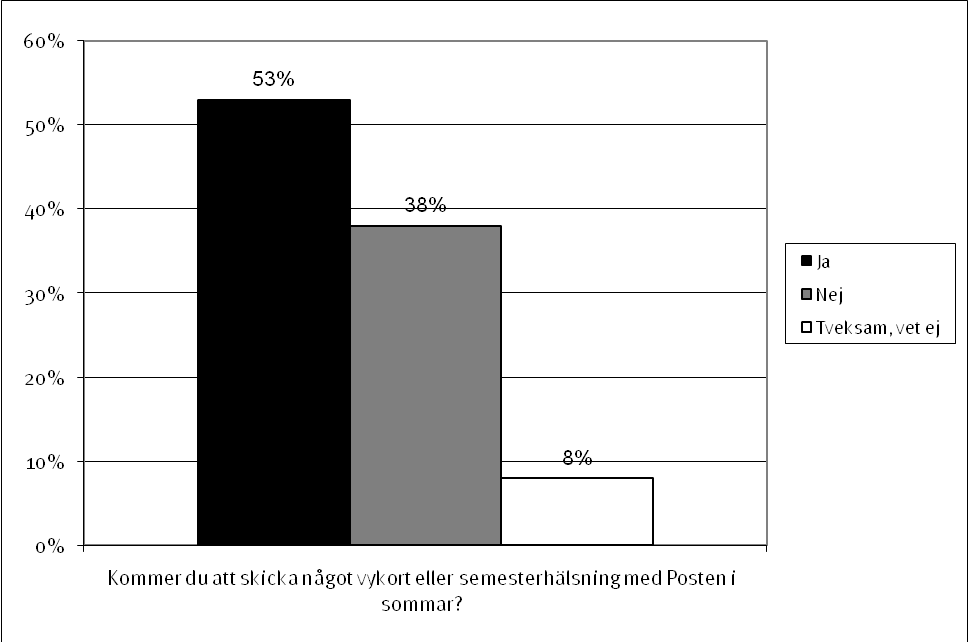 60%
53%
50%
40%
38%
30%
20%
10%
8%
0%
Ja
Nej
Tveksam, vet ej
Kommer du att skicka något vykort eller semesterhälsning med Posten i
sommar?